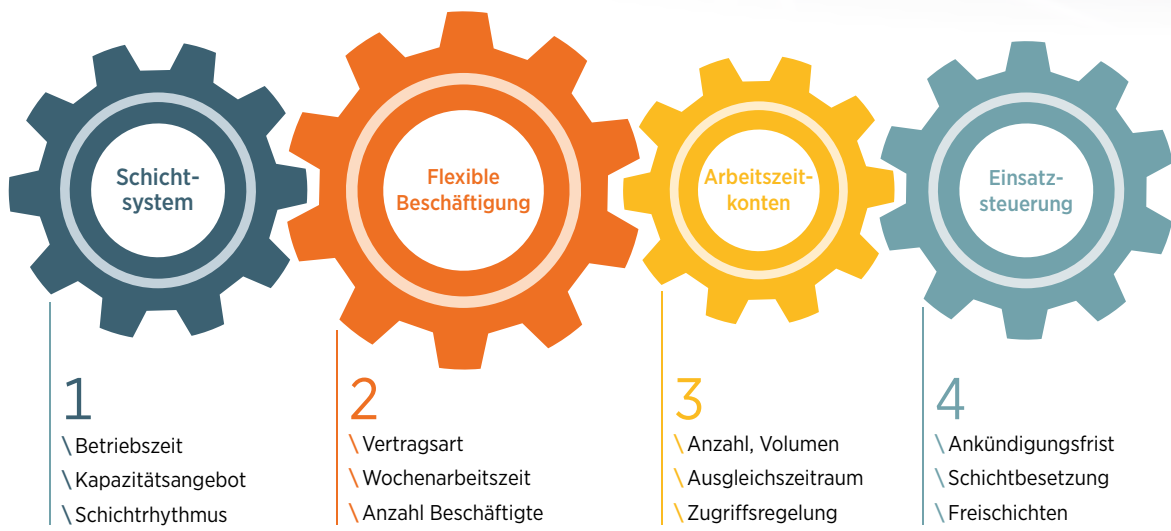 Schicht-
system
Flexible
Beschäftigung
Arbeitszeit-
konten
Einsatz-
steuerung
1
\ Betriebszeit
\ Kapazitätsangebot
\ Schichtrhythmus
2
\ Vertragsart
\ Wochenarbeitszeit
\ Anzahl Beschäftigte
3
\ Anzahl, Volumen
\ Ausgleichszeitraum
\ Zugriffsregelung
4
\ Ankündigungsfrist
\ Schichtbesetzung
\ Freischichten